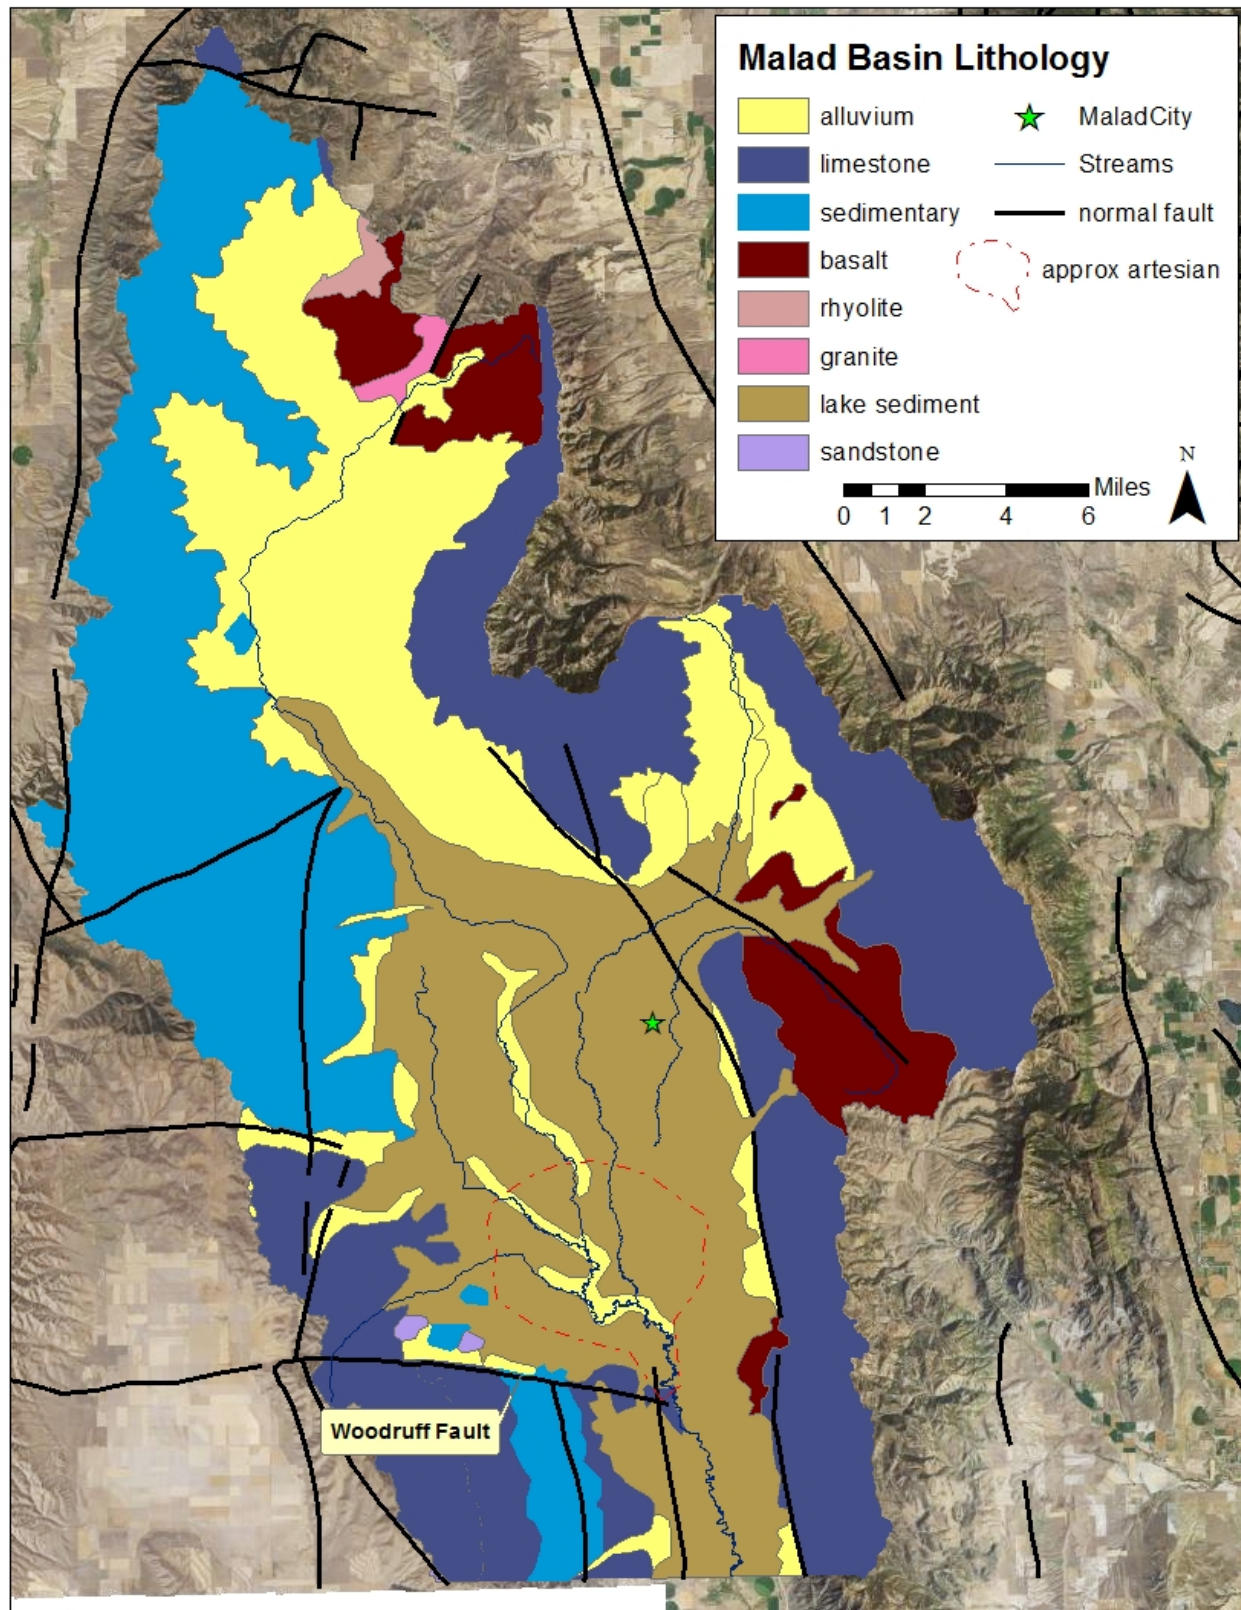 Malad Basin Lithology
alluvium
limestone
sedimentary
basalt
rhyolite
granite
lake sediment
sandstone
MaladCity
Streams
normal fault
approx artesian
N
Miles
0 1 2 4 6
Woodruff Fault